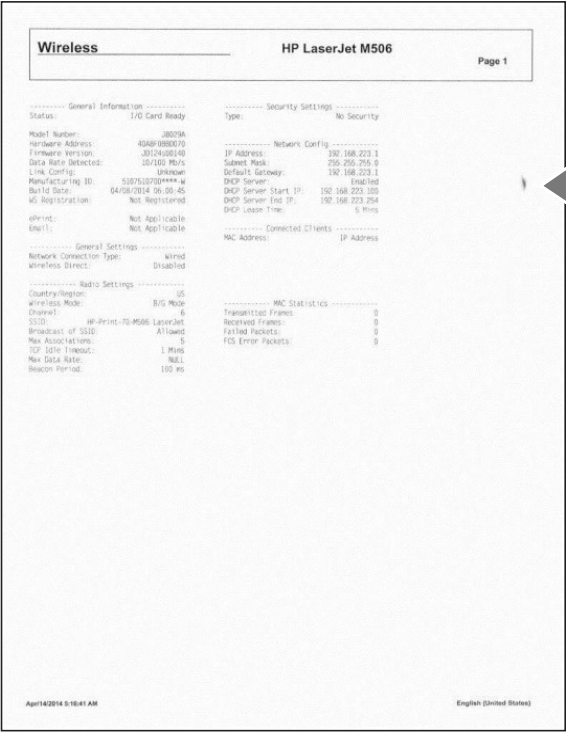 Wireless
HP LaserJet M506
Page 1
---------- General Information ----------
Status: I/O Card Ready
Model Number: J8029A
Hardware Address: 40A8F08BD070
Firmware Version: JDI24S00140
Data Rate Detected: 10/100 Mb/s
Link Config: Unknown
Manufacturing ID: 5107510700****-W
Build Date: 04/08/2014 06:00:45
WS Registration: Not Registered
ePrint: Not Applicable
Email: Not Applicable
---------- General Settings ----------
Network Connection Type: Wired
Wireless Direct: Disabled
---------- Radio Settings ----------
Country/Region: US
Wireless Mode: B/G Mode
Channel: 6
SSID: HP-Print-70-M506 LaserJet
Broadcast of SSID: Allowed
Max Associations: 5
TCP Idle Timeout: 1 Mins
Max Data Rate: NULL
Beacon Period: 100 ms
---------- Security Settings ----------
Type: No Security
---------- Network Config. ----------
IP Address: 192.168.223.1
Subnet Mask: 255.255.255.0
Default Gateway: 192.168.223.1
DHCP Server: Enabled
DHCP Server Start IP: 192.168.223.100
DHCP Server End IP: 192.168.223.254
DHCP Lease Time: 5 Mins
---------- Connected Clients ----------
MAC Address: IP Address
---------- MAC Statistics ----------
Transmitted Frames: 0
Received Frames: 0
Failed Packets: 0
FCS Error Packets: 0
April/14/2014 5:16:41 AM
English (United States)